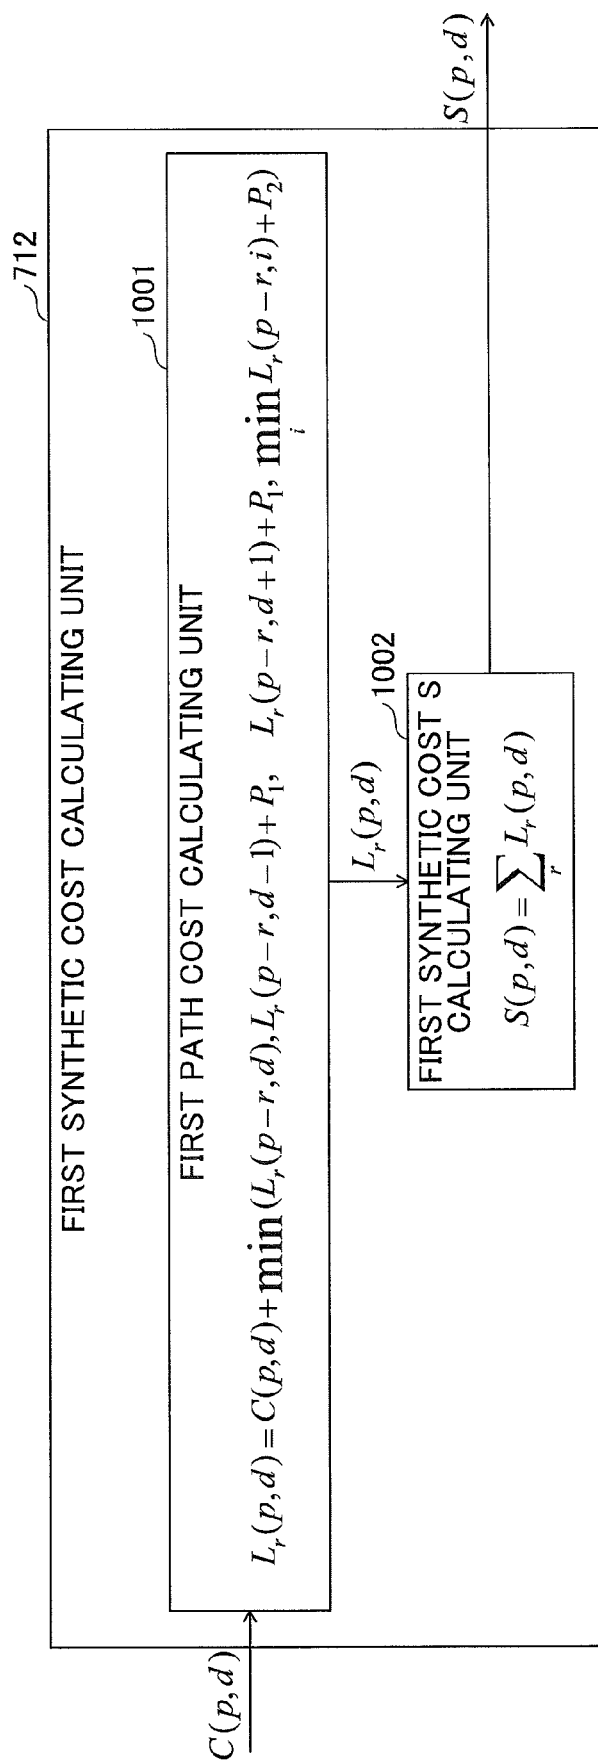 712
FIRST SYNTHETIC COST CALCULATING UNIT
1001
FIRST PATH COST CALCULATING UNIT
C(p,d)
L_r(p,d)=C(p,d)+min(L_r(p−r,d),L_r(p−r,d−1)+P_1, L_r(p−r,d+1)+P_1, min_i L_r(p−r,i)+P_2)
L_r(p,d)
1002
FIRST SYNTHETIC COST S
CALCULATING UNIT
S(p,d)=∑_r L_r(p,d)
S(p,d)